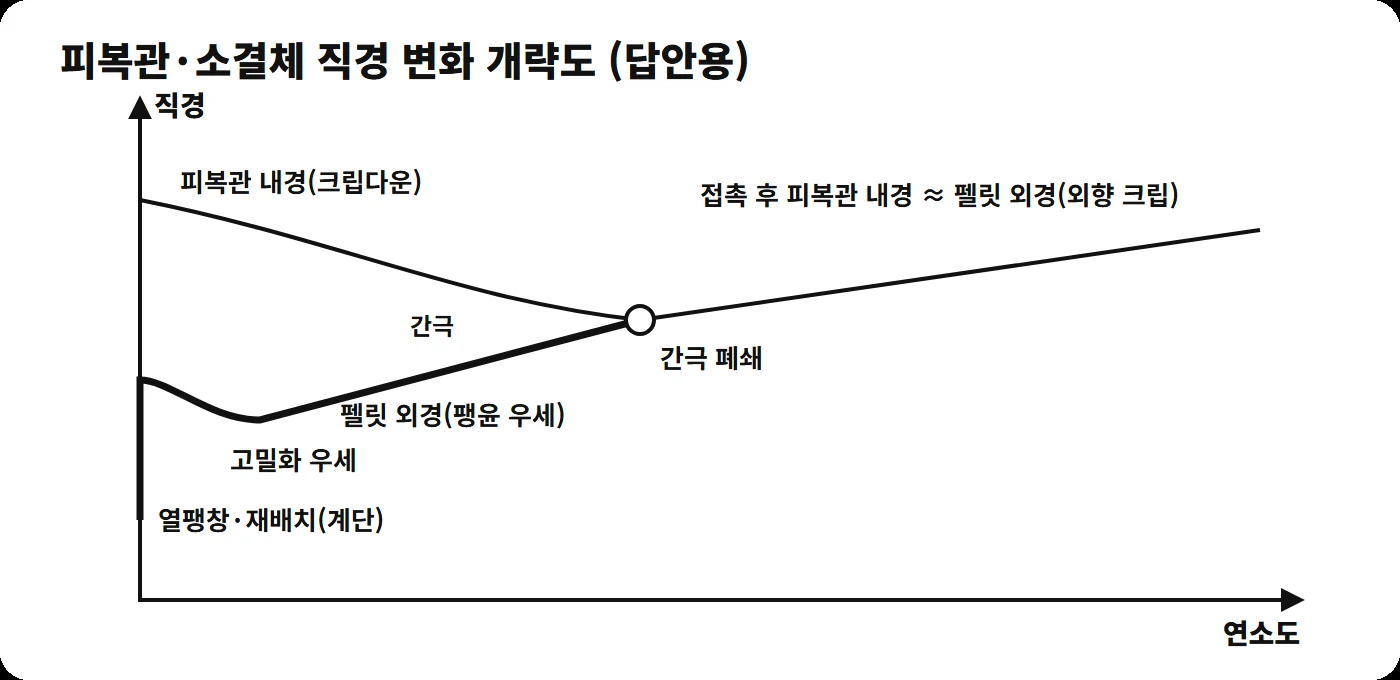 피복관·소결체 직경 변화 개략도 (답안용)
직경
피복관 내경(크립다운)
접촉 후 피복관 내경 ≈ 펠릿 외경(외향 크립)
간극
간극 폐쇄
펠릿 외경(팽윤 우세)
고밀화 우세
열팽창·재배치(계단)
연소도